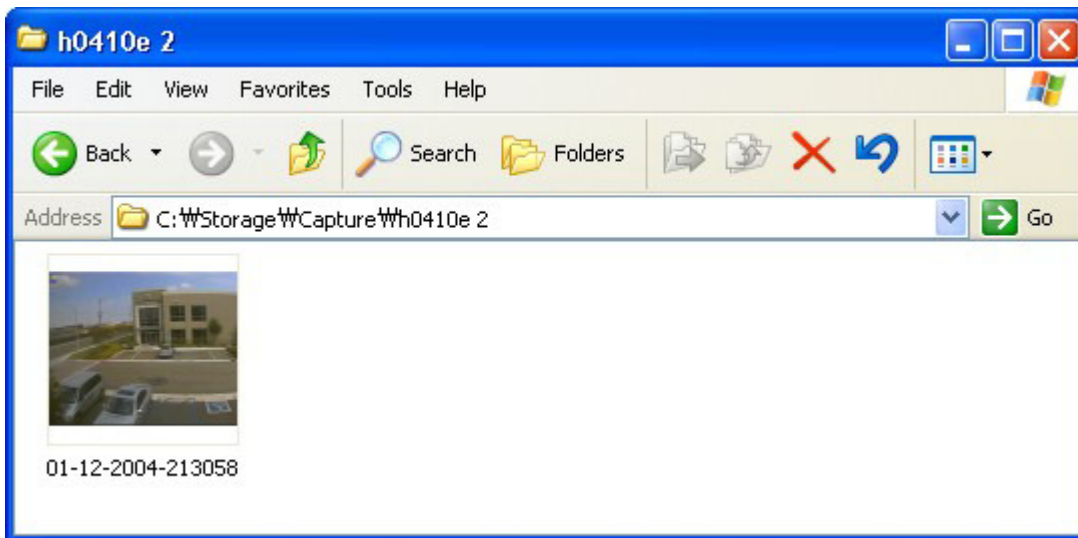 h0410e 2
File Edit View Favorites Tools Help
Back Search Folders
Address C:₩Storage₩Capture₩h0410e 2 Go
01-12-2004-213058